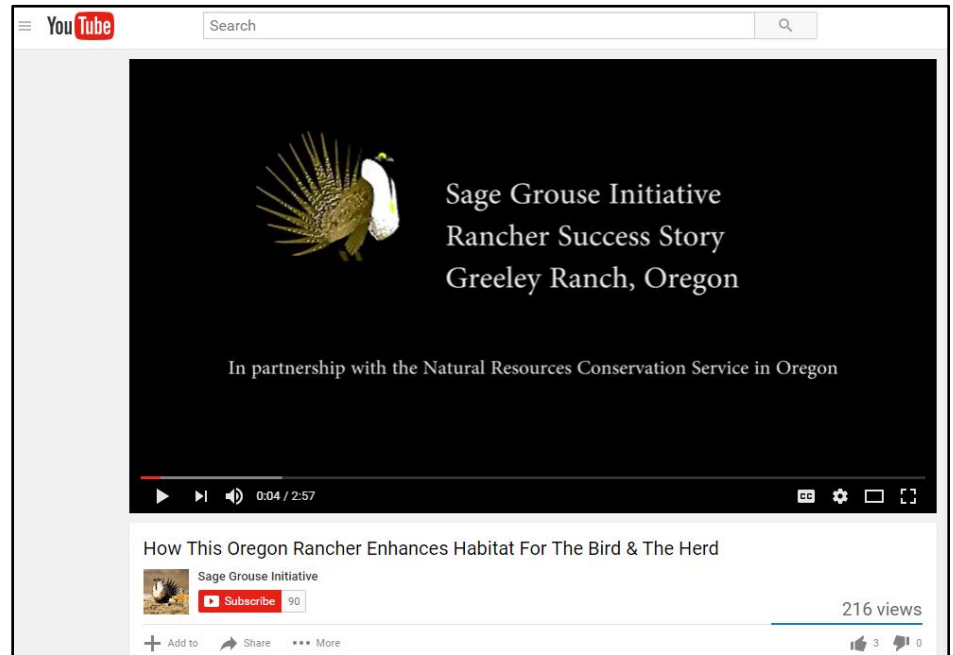 YouTube
Search
Sage Grouse Initiative
Rancher Success Story
Greeley Ranch, Oregon
In partnership with the Natural Resources Conservation Service in Oregon
0:04 / 2:57
CC
How This Oregon Rancher Enhances Habitat For The Bird & The Herd
Sage Grouse Initiative
Subscribe 90
216 views
Add to Share More 3 0